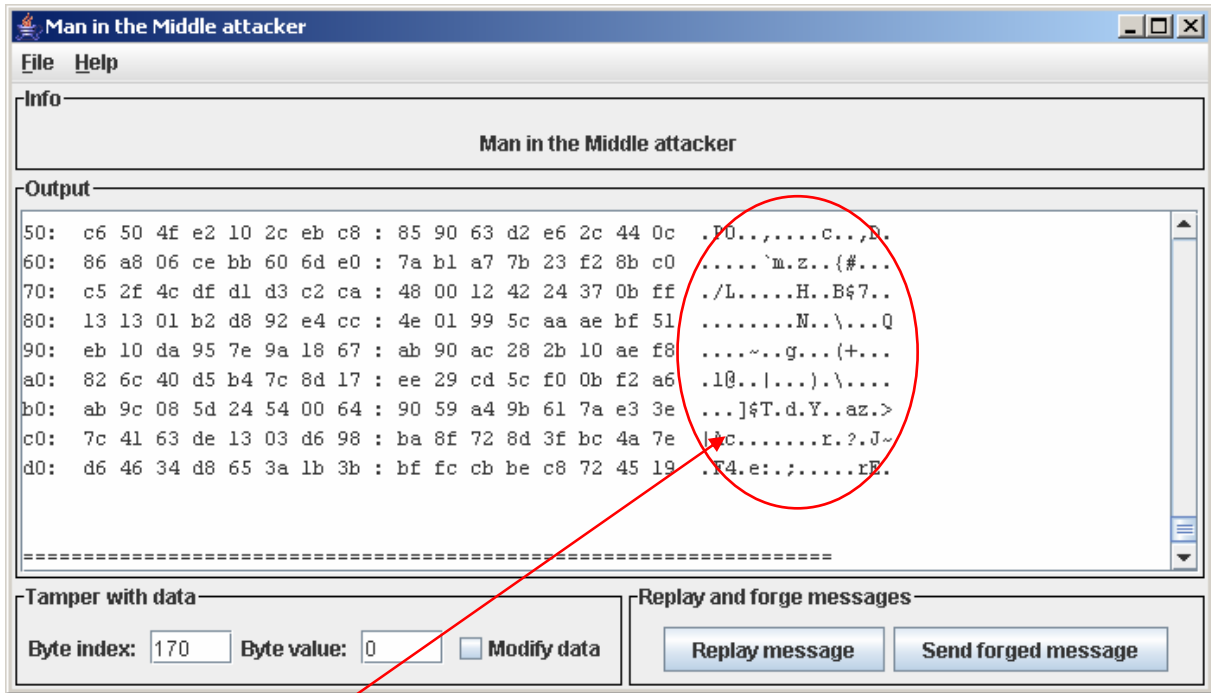 Man in the Middle attacker
File Help
Info
Man in the Middle attacker
Output
50: c6 50 4f e2 10 2c eb c8 : 85 90 63 d2 e6 2c 44 0c .PO..,....c..,D.
60: 86 a8 06 ce bb 60 6d e0 : 7a b1 a7 7b 23 f2 8b c0 .....`m.z..{#...
70: c5 2f 4c df d1 d3 c2 ca : 48 00 12 42 24 37 0b ff ./L.....H..B$7..
80: 13 13 01 b2 d8 92 e4 cc : 4e 01 99 5c aa ae bf 51 ........N..\...Q
90: eb 10 da 95 7e 9a 18 67 : ab 90 ac 28 2b 10 ae f8 ....~..g...(+...
a0: 82 6c 40 d5 b4 7c 8d 17 : ee 29 cd 5c f0 0b f2 a6 .l@..|...).\....
b0: ab 9c 08 5d 24 54 00 64 : 90 59 a4 9b 61 7a e3 3e ...]$T.d.Y..az.>
c0: 7c 41 63 de 13 03 d6 98 : ba 8f 72 8d 3f bc 4a 7e |Ac.......r.?.J~
d0: d6 46 34 d8 65 3a 1b 3b : bf fc cb be c8 72 45 19 .F4.e:.;.....rE.
===================================================================
Tamper with data
Replay and forge messages
Byte index: 170 Byte value: 0 Modify data
Replay message Send forged message